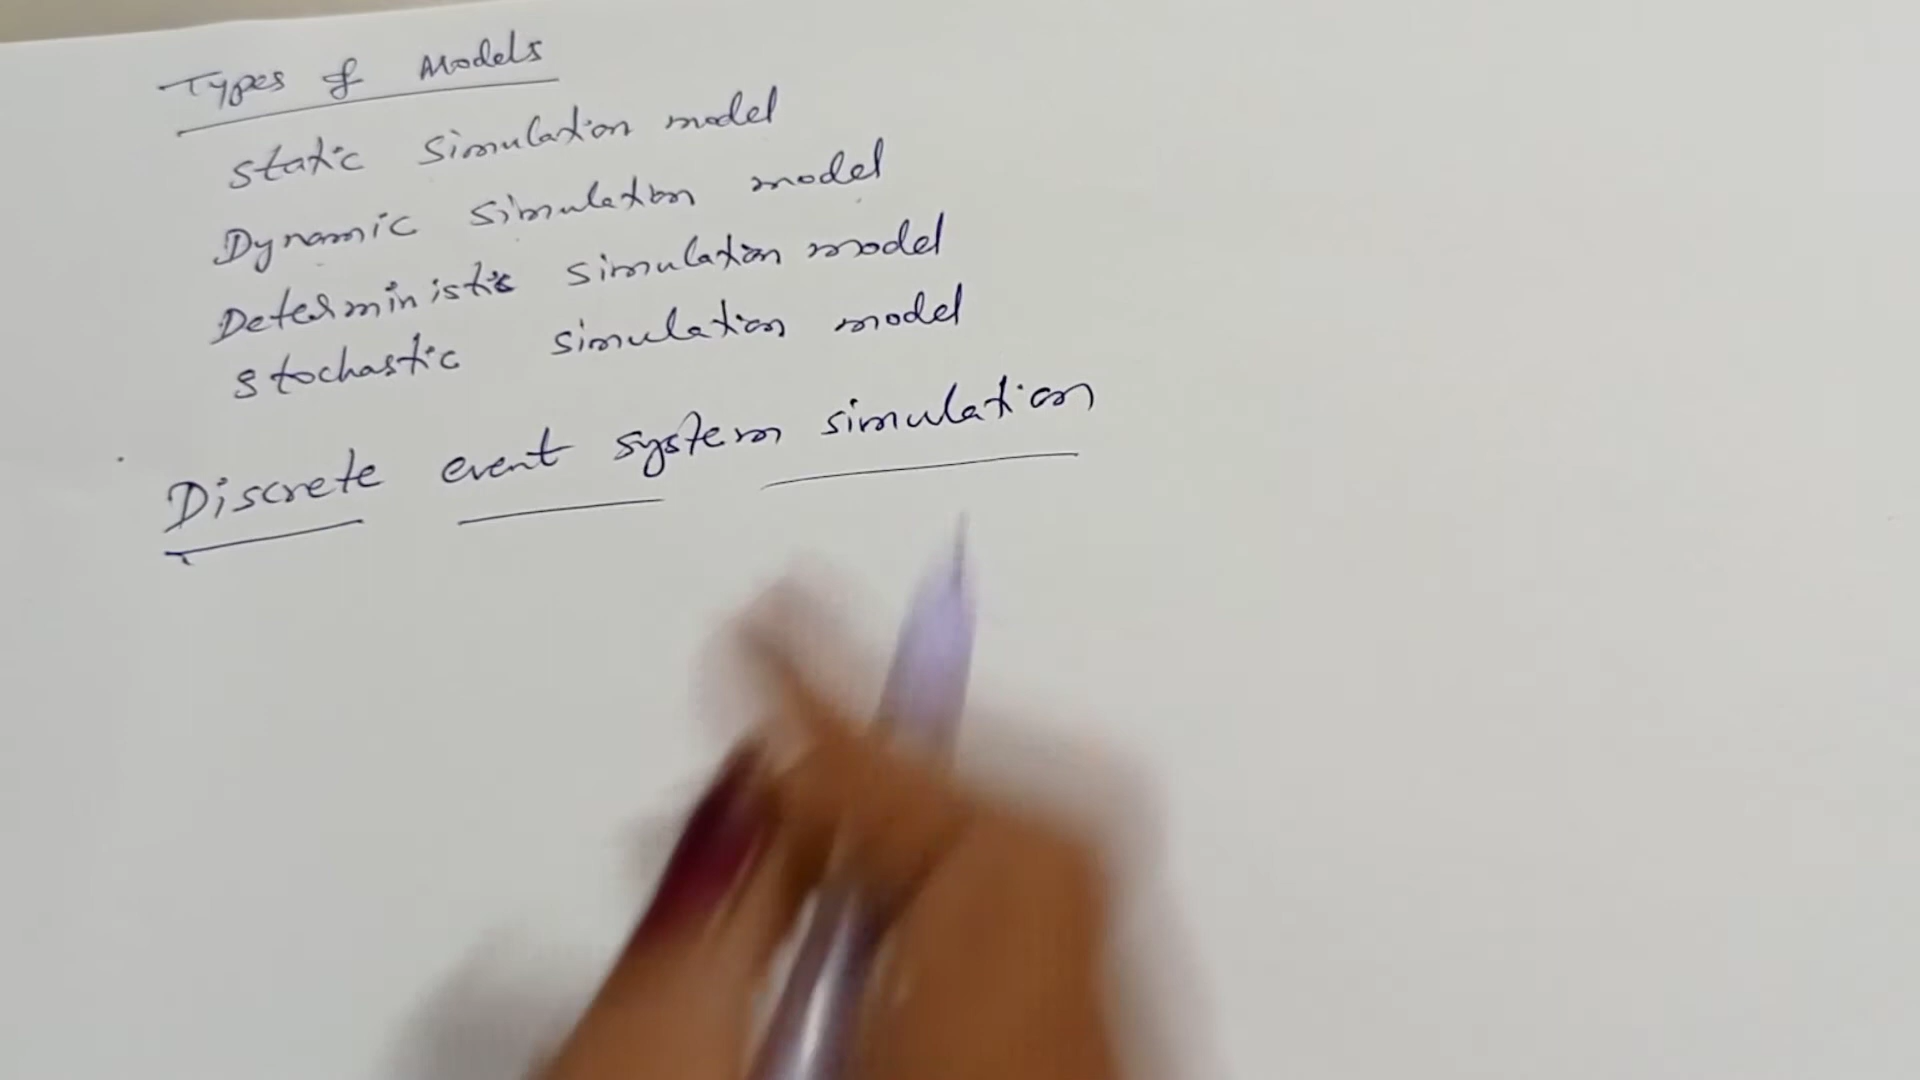 Types of Models
static simulation model
Dynamic simulation model
Deterministic simulation model
stochastic simulation model
Discrete event system simulation